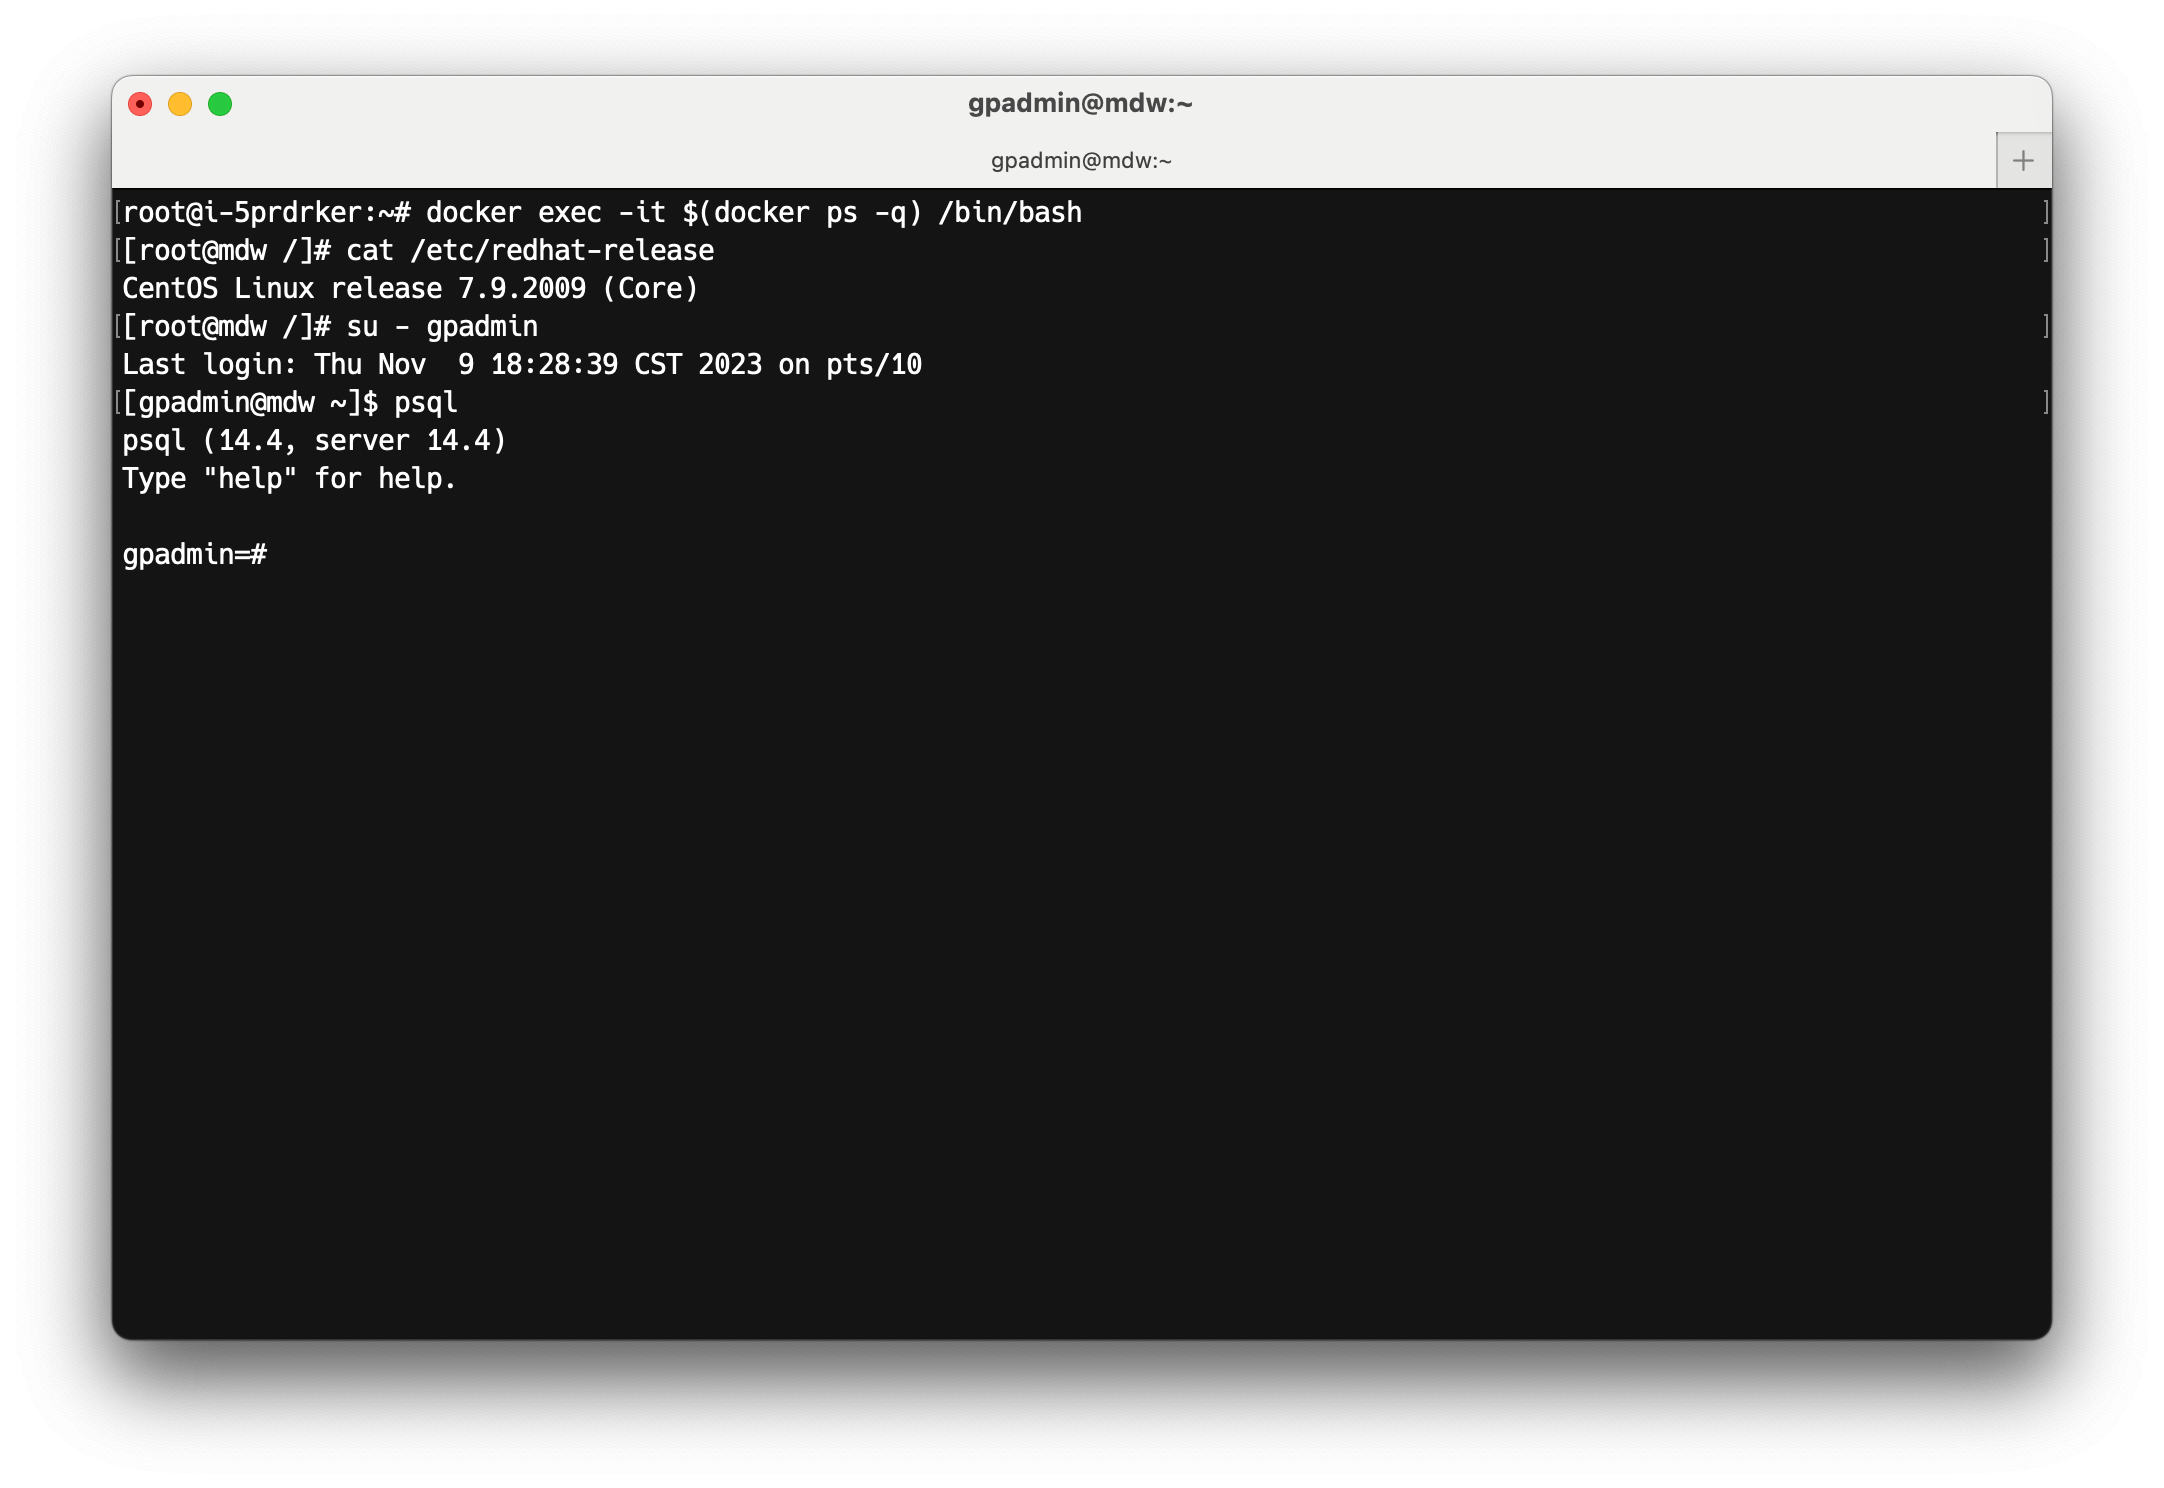 gpadmin@mdw:~
gpadmin@mdw:~
[root@i-5prdrker:~# docker exec -it $(docker ps -q) /bin/bash ]
[[root@mdw /]# cat /etc/redhat-release ]
CentOS Linux release 7.9.2009 (Core)
[[root@mdw /]# su - gpadmin ]
Last login: Thu Nov  9 18:28:39 CST 2023 on pts/10
[[gpadmin@mdw ~]$ psql ]
psql (14.4, server 14.4)
Type "help" for help.
gpadmin=#